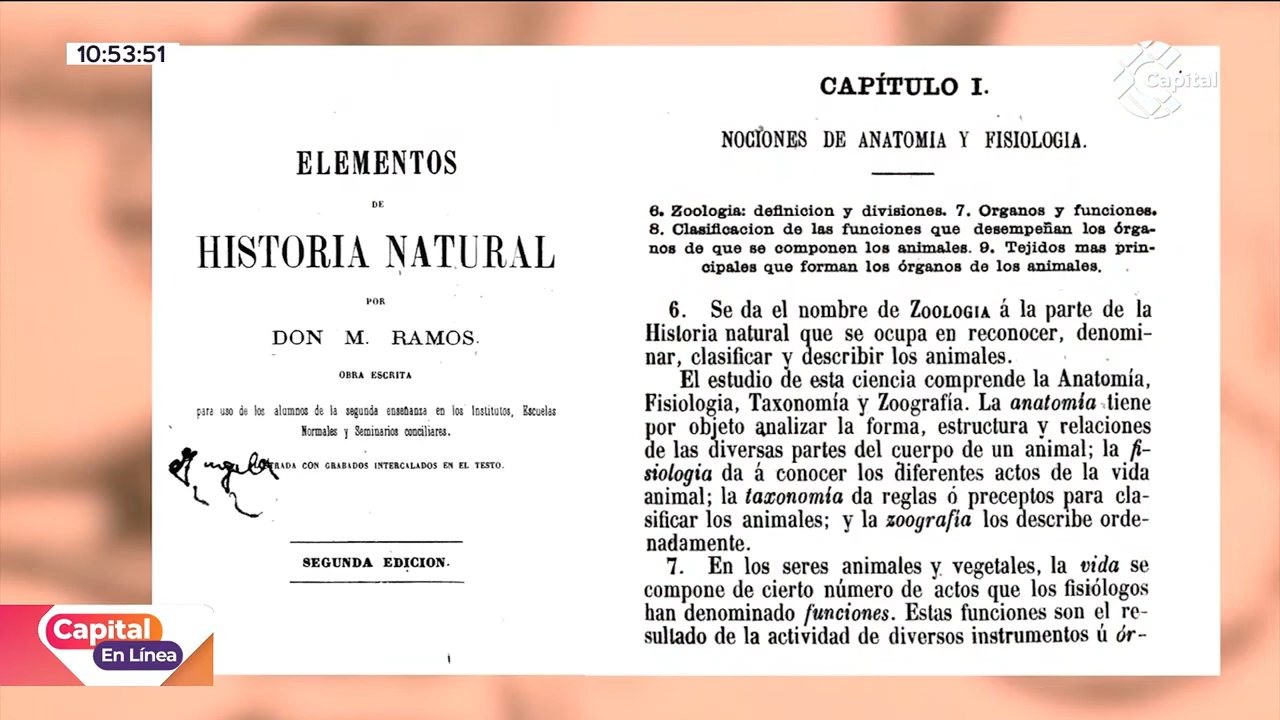 10:53:51
Capital
ELEMENTOS
DE
HISTORIA NATURAL
POR
DON M. RAMOS.
OBRA ESCRITA
para uso de los alumnos de la segunda enseñanza en los Institutos, Escuelas
Normales y Seminarios conciliares.
TRADA CON GRABADOS INTERCALADOS EN EL TESTO.
SEGUNDA EDICION.
CAPÍTULO I.
NOCIONES DE ANATOMIA Y FISIOLOGIA.
6. Zoologia: definicion y divisiones. 7. Organos y funciones.
8. Clasificacion de las funciones que desempeñan los órga-
nos de que se componen los animales. 9. Tejidos mas prin-
cipales que forman los órganos de los animales.
6. Se da el nombre de ZOOLOGIA á la parte de la
Historia natural que se ocupa en reconocer, denomi-
nar, clasificar y describir los animales.
El estudio de esta ciencia comprende la Anatomía,
Fisiologia, Taxonomía y Zoografía. La anatomía tiene
por objeto analizar la forma, estructura y relaciones
de las diversas partes del cuerpo de un animal; la fi-
siologia da á conocer los diferentes actos de la vida
animal; la taxonomía da reglas ó preceptos para cla-
sificar los animales; y la zoografía los describe orde-
nadamente.
7. En los seres animales y vegetales, la vida se
compone de cierto número de actos que los fisiólogos
han denominado funciones. Estas funciones son el re-
sultado de la actividad de diversos instrumentos ú ór-
Capital
En Línea